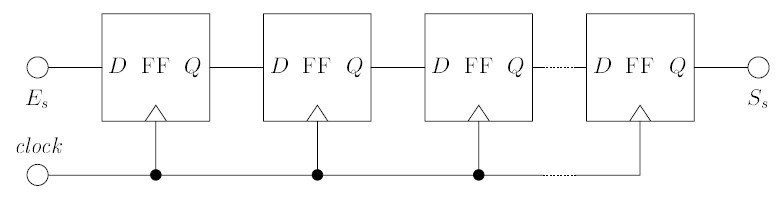 D FF Q D FF Q D FF Q D FF Q
E_s S_s
clock